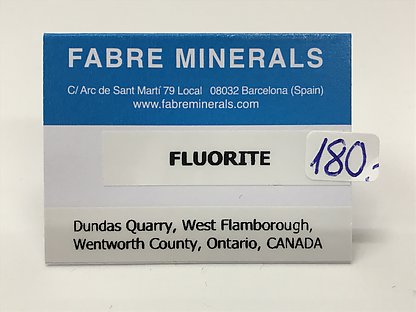 FABRE MINERALS
C/ Arc de Sant Martí 79 Local 08032 Barcelona (Spain)
www.fabreminerals.com
FLUORITE
180,-
Dundas Quarry, West Flamborough,
Wentworth County, Ontario, CANADA